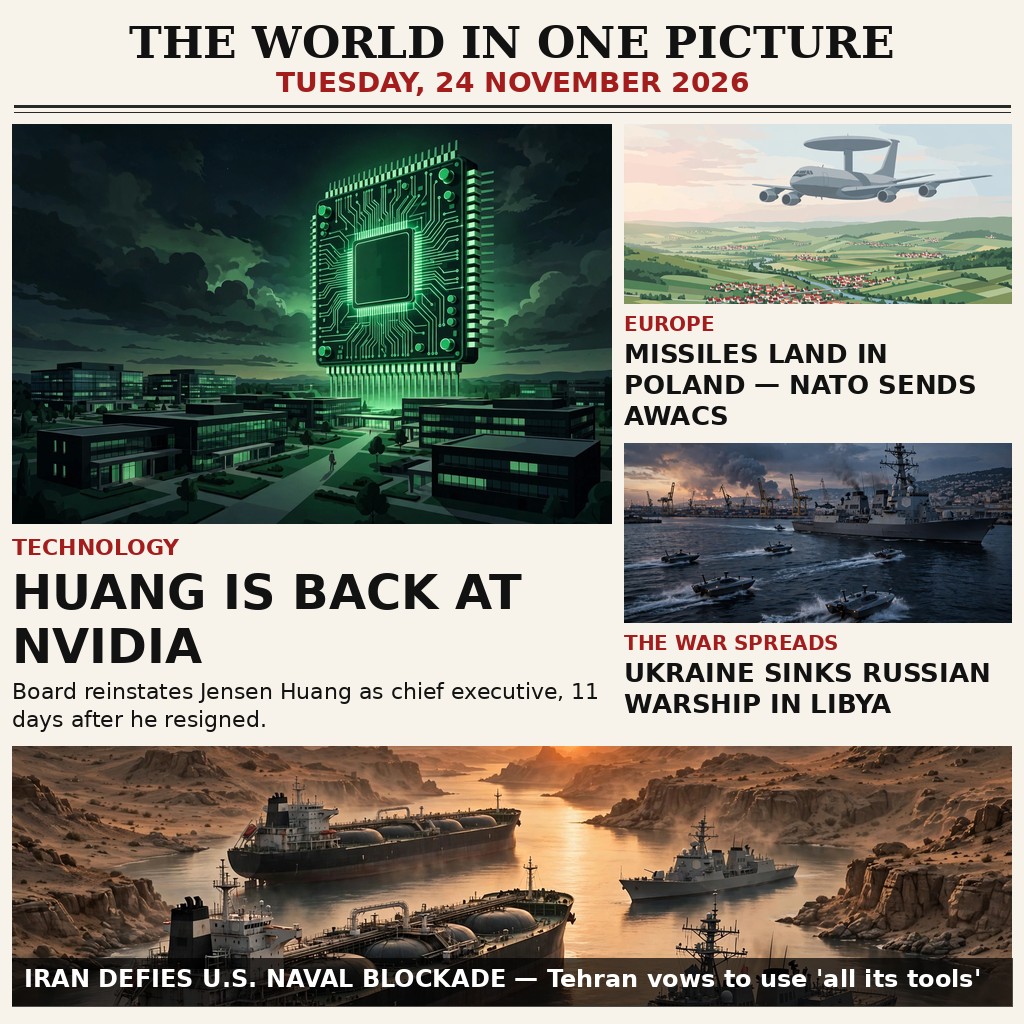 THE WORLD IN ONE PICTURE
TUESDAY, 24 NOVEMBER 2026
TECHNOLOGY
HUANG IS BACK AT
NVIDIA
Board reinstates Jensen Huang as chief executive, 11
days after he resigned.
EUROPE
MISSILES LAND IN
POLAND — NATO SENDS
AWACS
THE WAR SPREADS
UKRAINE SINKS RUSSIAN
WARSHIP IN LIBYA
IRAN DEFIES U.S. NAVAL BLOCKADE — Tehran vows to use 'all its tools'